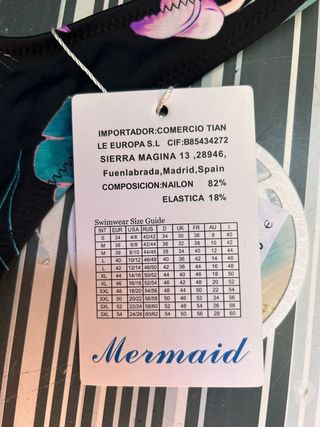 IMPORTADOR:COMERCIO TIAN
LE EUROPA S.L CIF:B85434272
SIERRA MAGINA 13 ,28946,
Fuenlabrada,Madrid,Spain
COMPOSICION:NAILON 82%
ELASTICA 18%
Swimwear Size Guide
INT EUR USA RUS D UK FR AU I
S 34 4/6 40/42 34 30 36 8 40
M 36 6/8 42/44 36 32 38 10 42
M 38 8/10 44/46 38 34 40 12 44
L 40 10/12 46/48 40 36 42 14 46
L 42 12/14 48/50 42 38 44 16 48
XL 44 14/16 50/52 44 40 46 18 50
XL 46 16/18 52/54 46 42 48 20 52
XXL 48 18/20 54/56 48 44 50 22 54
XXL 50 20/22 56/58 50 46 52 24 56
3XL 52 22/24 58/60 52 48 54 26 58
3XL 54 24/26 60/62 54 50 56 28 60
Mermaid